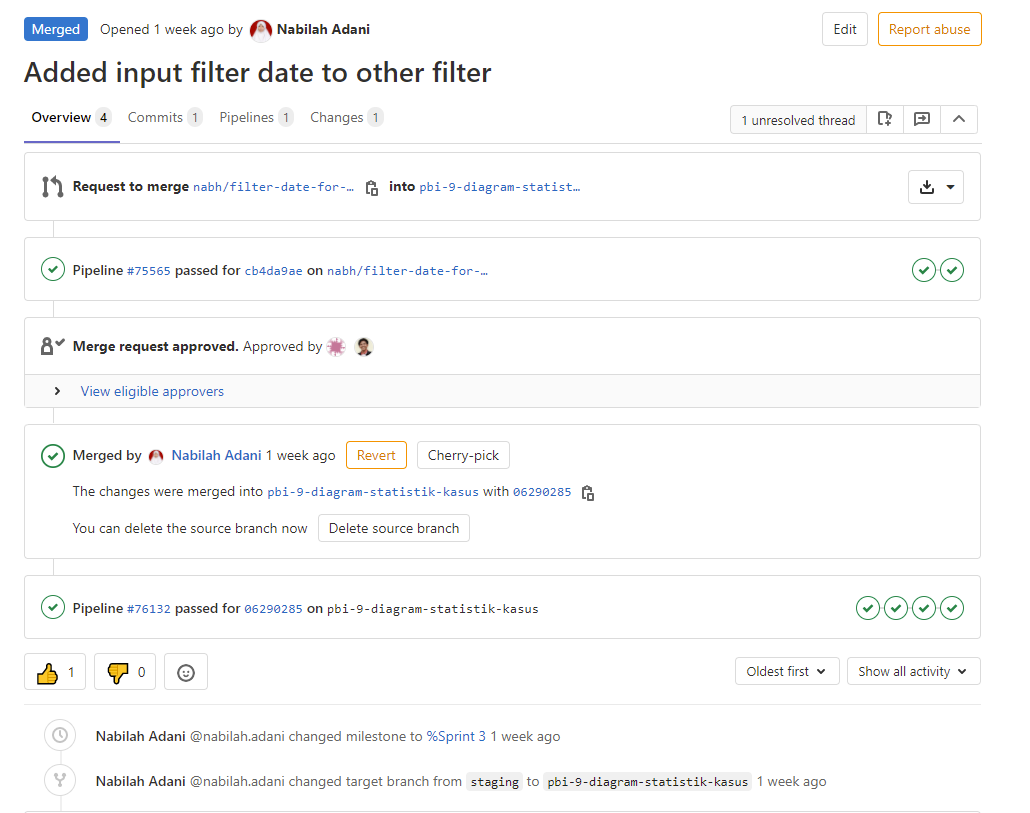 Merged Opened 1 week ago by Nabilah Adani Edit Report abuse
Added input filter date to other filter
Overview 4 Commits 1 Pipelines 1 Changes 1 1 unresolved thread
Request to merge nabh/filter-date-for-… into pbi-9-diagram-statist…
Pipeline #75565 passed for cb4da9ae on nabh/filter-date-for-…
Merge request approved. Approved by
View eligible approvers
Merged by Nabilah Adani 1 week ago Revert Cherry-pick
The changes were merged into pbi-9-diagram-statistik-kasus with 06290285
You can delete the source branch now Delete source branch
Pipeline #76132 passed for 06290285 on pbi-9-diagram-statistik-kasus
1 0 Oldest first Show all activity
Nabilah Adani @nabilah.adani changed milestone to %Sprint 3 1 week ago
Nabilah Adani @nabilah.adani changed target branch from staging to pbi-9-diagram-statistik-kasus 1 week ago